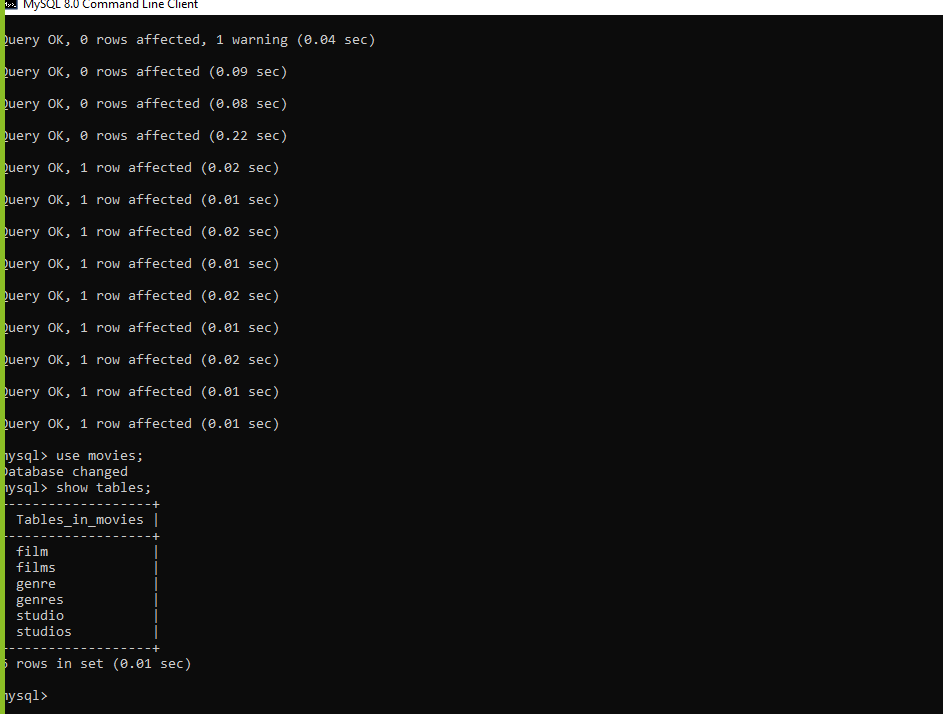 MySQL 8.0 Command Line Client
Query OK, 0 rows affected, 1 warning (0.04 sec)
Query OK, 0 rows affected (0.09 sec)
Query OK, 0 rows affected (0.08 sec)
Query OK, 0 rows affected (0.22 sec)
Query OK, 1 row affected (0.02 sec)
Query OK, 1 row affected (0.01 sec)
Query OK, 1 row affected (0.02 sec)
Query OK, 1 row affected (0.01 sec)
Query OK, 1 row affected (0.02 sec)
Query OK, 1 row affected (0.01 sec)
Query OK, 1 row affected (0.02 sec)
Query OK, 1 row affected (0.01 sec)
Query OK, 1 row affected (0.01 sec)
mysql> use movies;
Database changed
mysql> show tables;
-------------------+
Tables_in_movies |
-------------------+
film |
films |
genre |
genres |
studio |
studios |
-------------------+
6 rows in set (0.01 sec)
mysql>